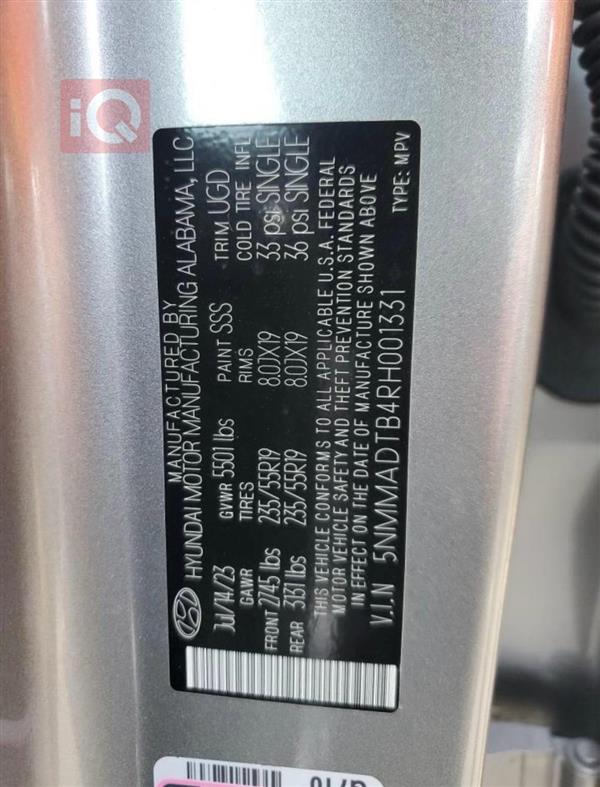 iQ
MANUFACTURED BY
HYUNDAI MOTOR MANUFACTURING ALABAMA, LLC
Jul/14/23 GVWR 5501 lbs PAINT SSS TRIM UGD
GAWR TIRES RIMS COLD TIRE INFL
FRONT 2745 lbs 235/55R19 8.0JX19 33 psi SINGLE
REAR 3131 lbs 235/55R19 8.0JX19 36 psi SINGLE
THIS VEHICLE CONFORMS TO ALL APPLICABLE U.S.A. FEDERAL
MOTOR VEHICLE SAFETY AND THEFT PREVENTION STANDARDS
IN EFFECT ON THE DATE OF MANUFACTURE SHOWN ABOVE
V.I.N 5NMMADTB4RH001331 TYPE: MPV